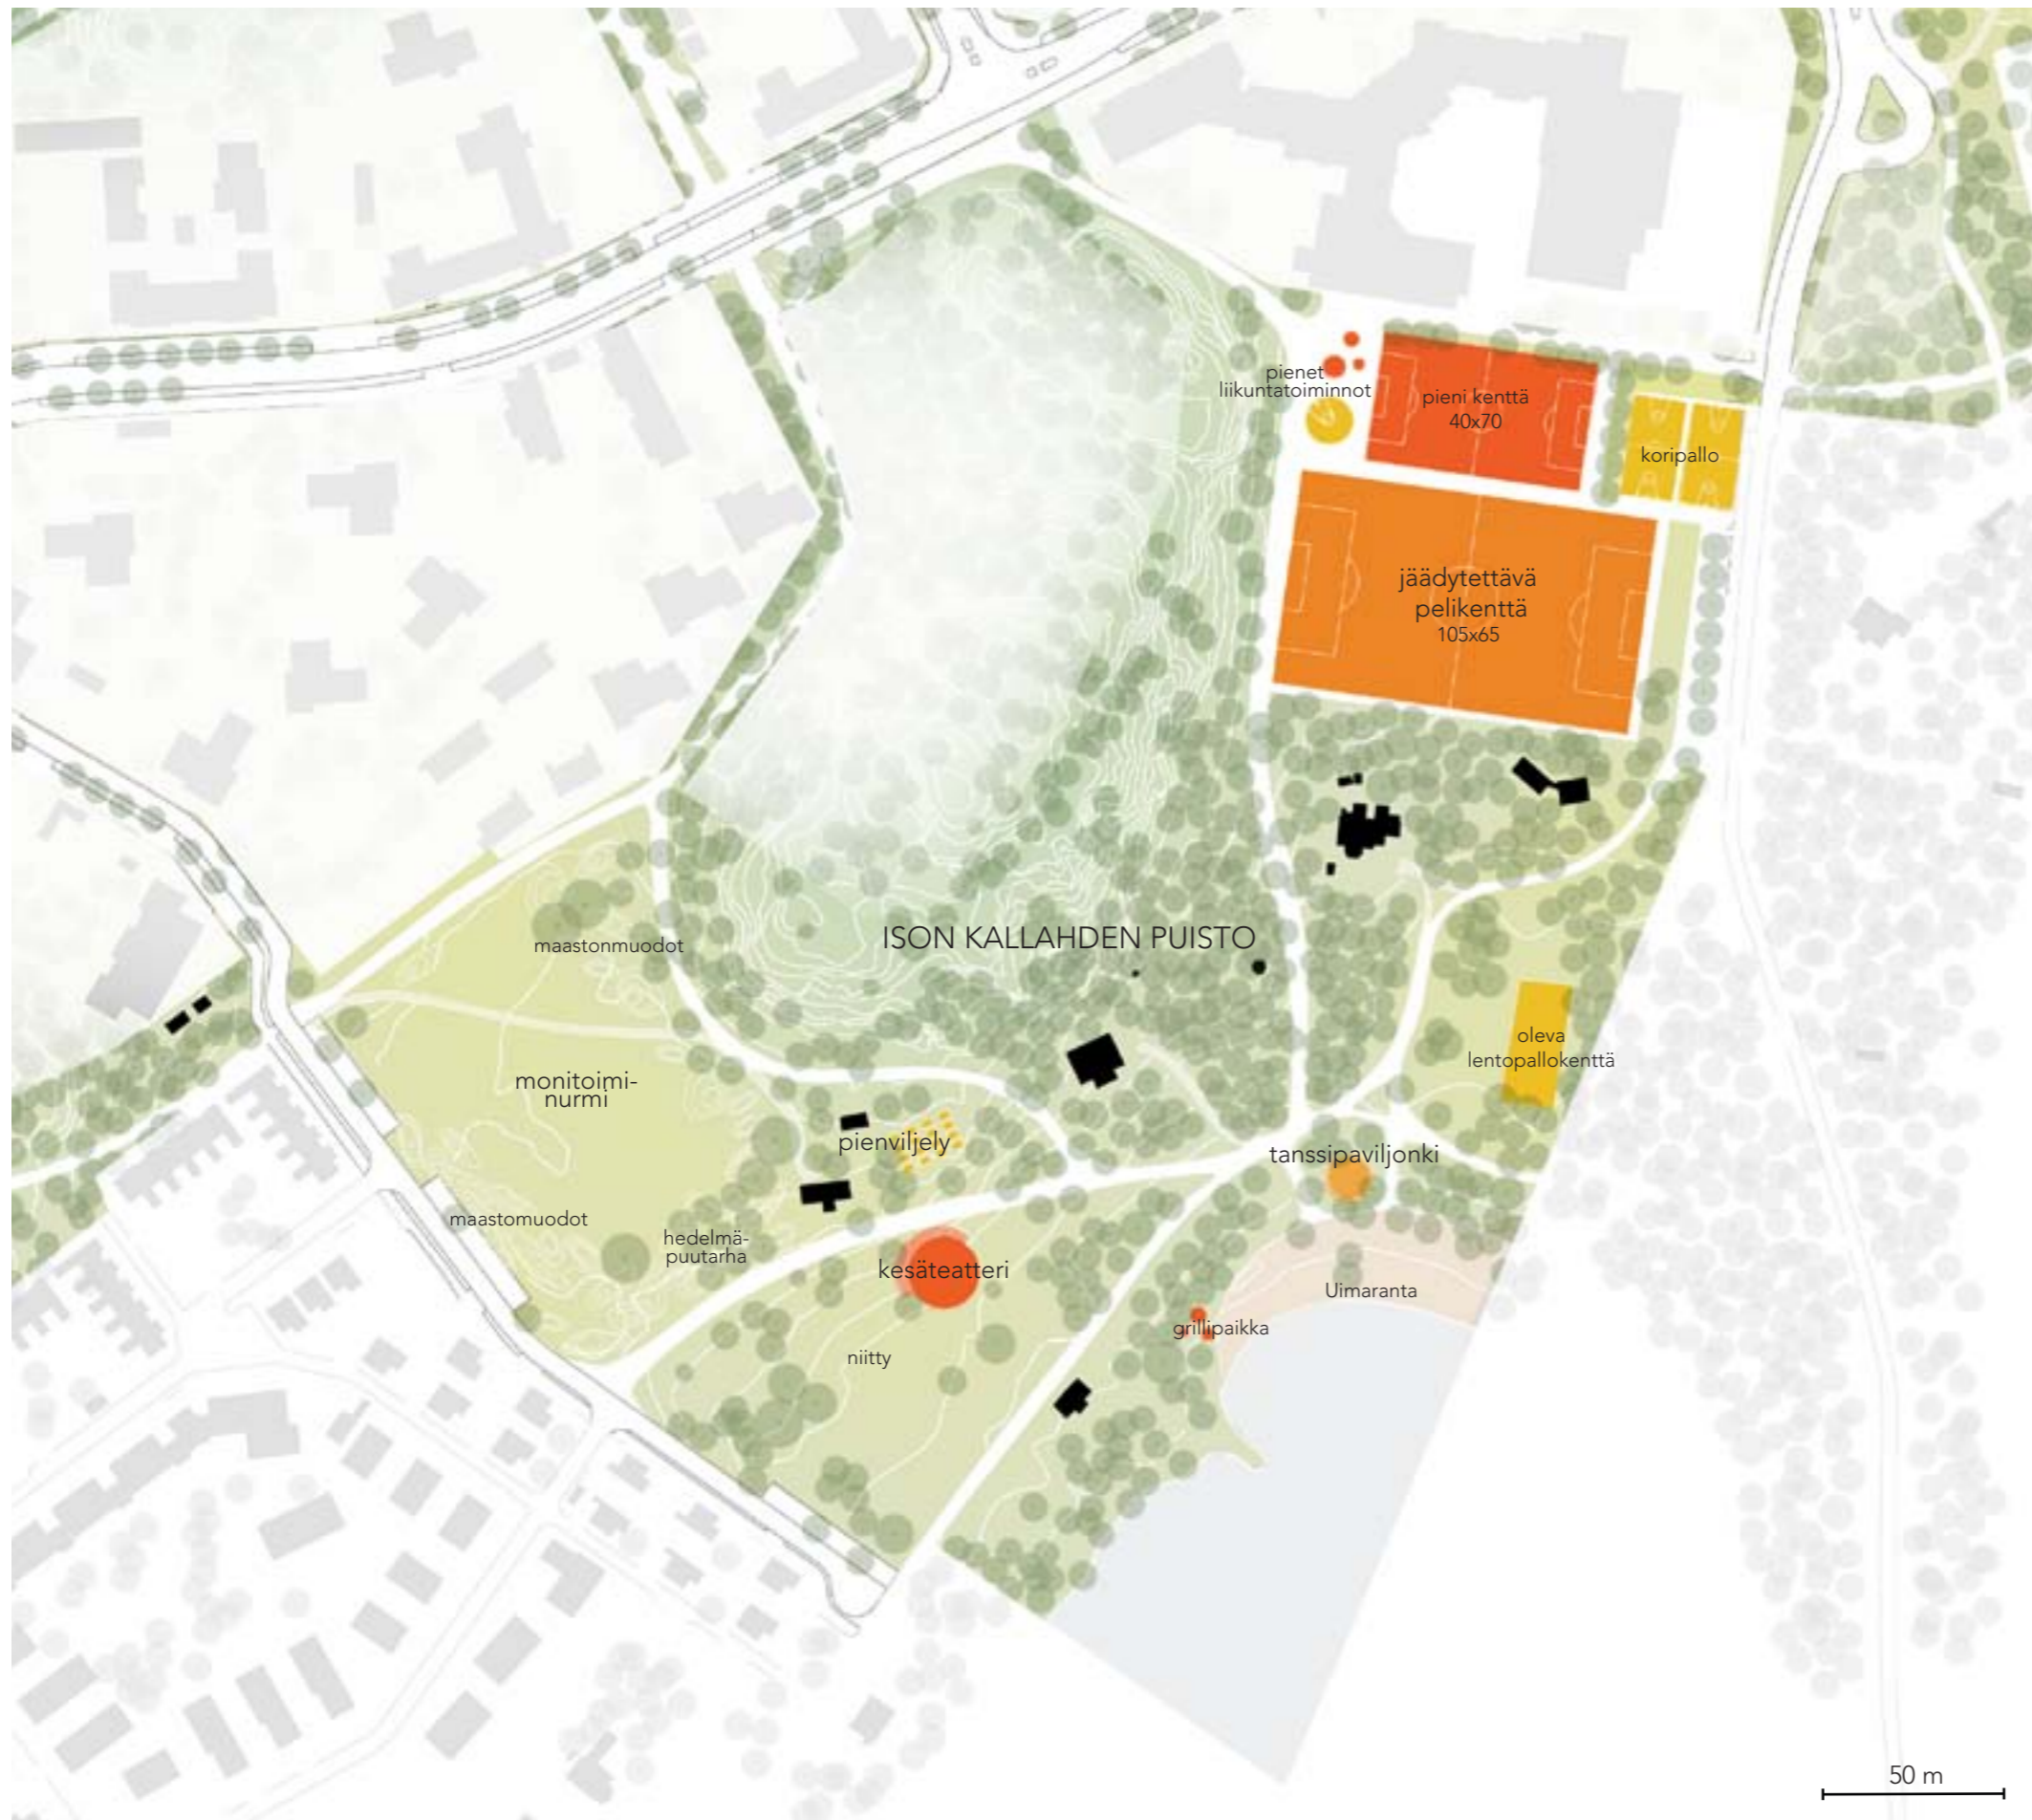 pienet
liikuntatoiminnot
pieni kenttä
40x70
koripallo
jäädytettävä
pelikenttä
105x65
maastonmuodot
ISON KALLAHDEN PUISTO
monitoimi-
nurmi
oleva
lentopallokenttä
pienviljely
tanssipaviljonki
maastomuodot
hedelmä-
puutarha
kesäteatteri
Uimaranta
grillipaikka
niitty
50 m